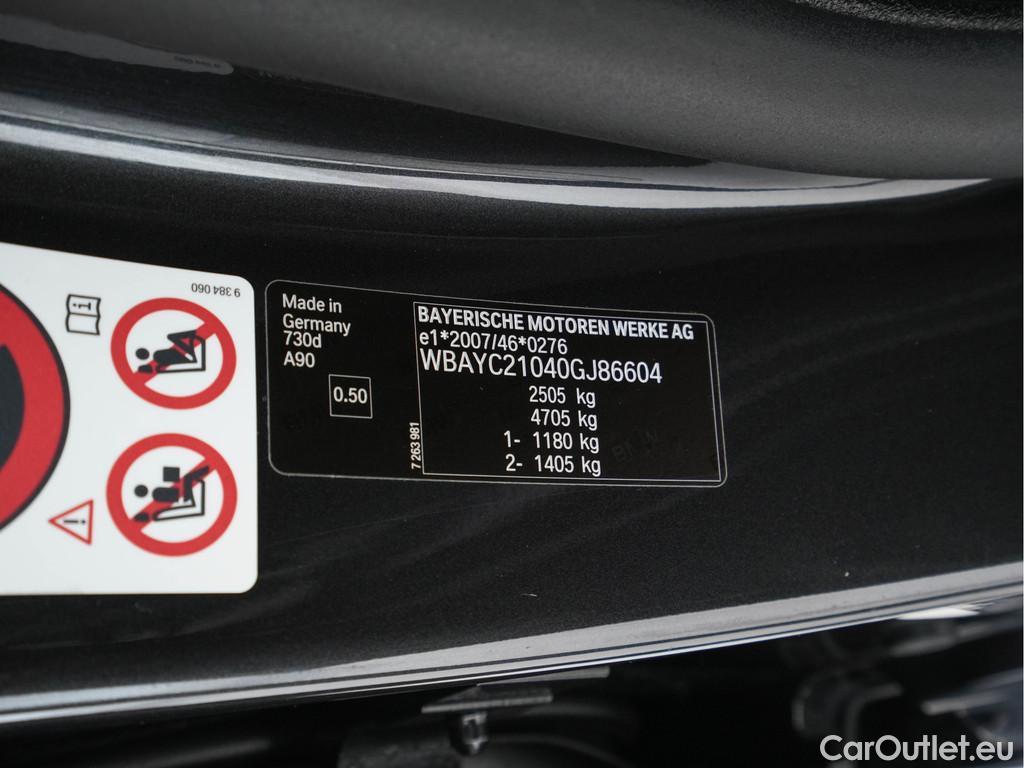 9 384 060
Made in
Germany
730d
A90
0.50
7 263 981
BAYERISCHE MOTOREN WERKE AG
e1*2007/46*0276
WBAYC21040GJ86604
2505 kg
4705 kg
1- 1180 kg
2- 1405 kg
CarOutlet.eu